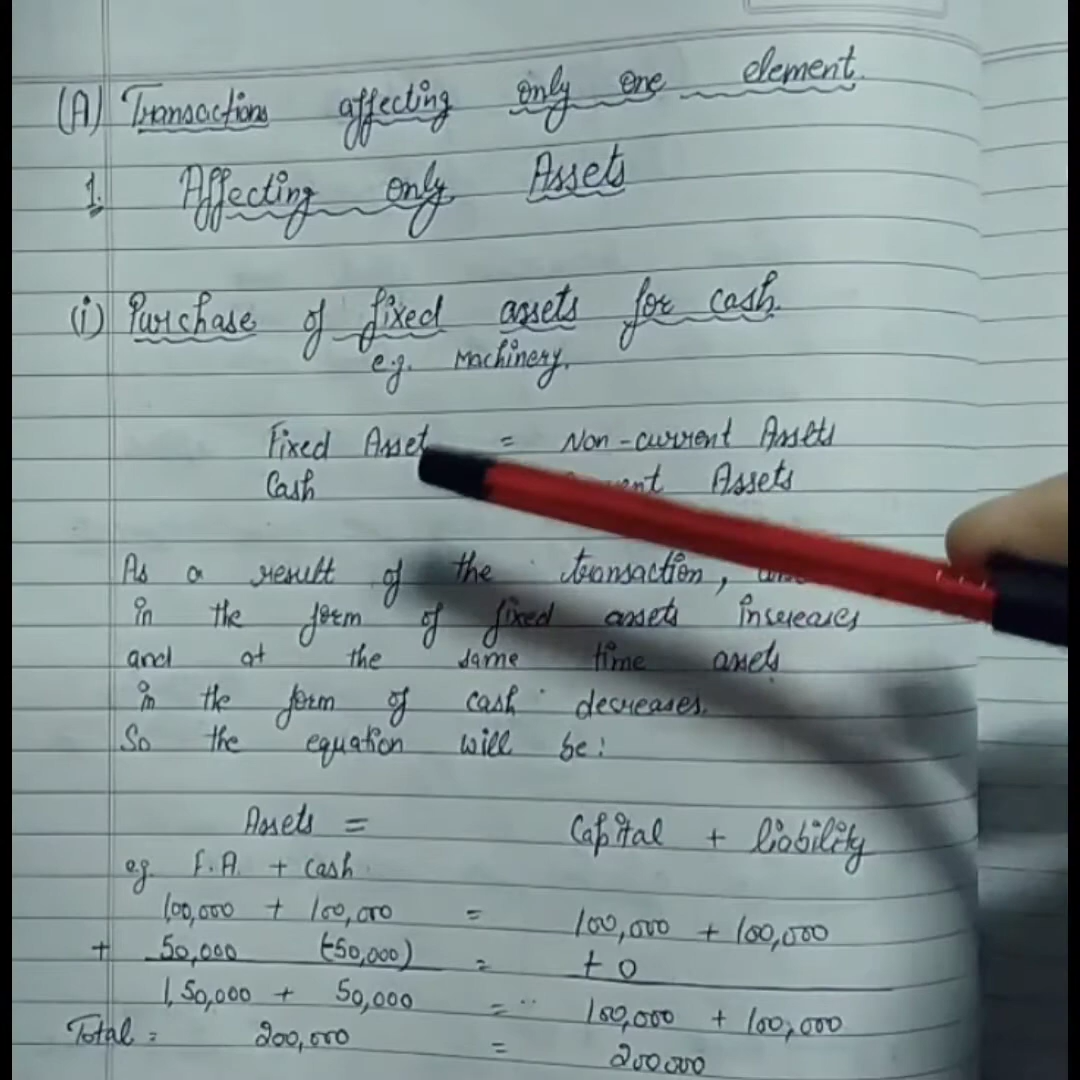 (A) Transactions affecting only one element.
1. Affecting only Assets
(i) Purchase of fixed assets for cash.
e.g. Machinery.
Fixed Asset = Non-current Assets
Cash Assets
As a result of the transaction,
in the form of fixed assets increases
and at the same time assets
in the form of cash decreases.
So the equation will be:
Assets = Capital + liability
e.g. F.A. + cash
100,000 + 100,000 = 100,000 + 100,000
+ 50,000 (-50,000) = + 0
1,50,000 + 50,000 = 100,000 + 100,000
Total = 200,000 = 200000